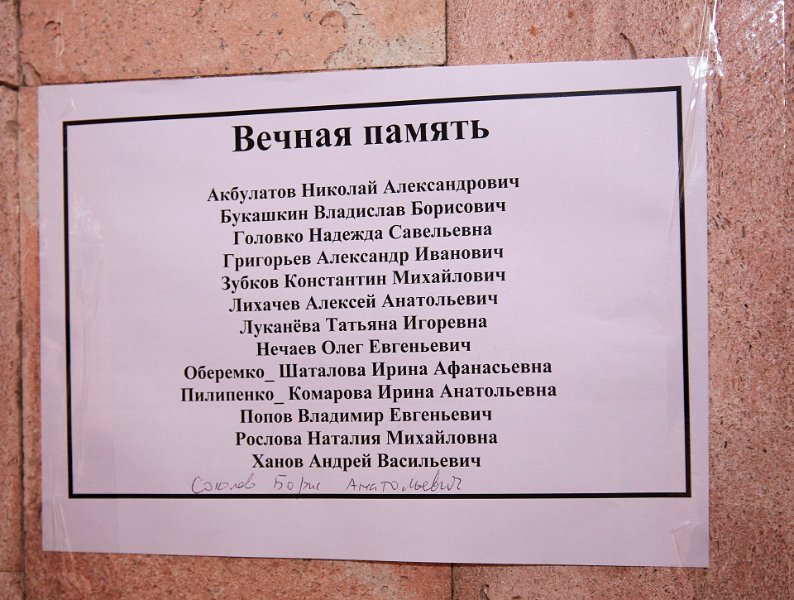 Вечная память
Акбулатов Николай Александрович
Букашкин Владислав Борисович
Головко Надежда Савельевна
Григорьев Александр Иванович
Зубков Константин Михайлович
Лихачев Алексей Анатольевич
Луканёва Татьяна Игоревна
Нечаев Олег Евгеньевич
Оберемко_ Шаталова Ирина Афанасьевна
Пилипенко_ Комарова Ирина Анатольевна
Попов Владимир Евгеньевич
Рослова Наталия Михайловна
Ханов Андрей Васильевич
Соколов Борис Анатольевич